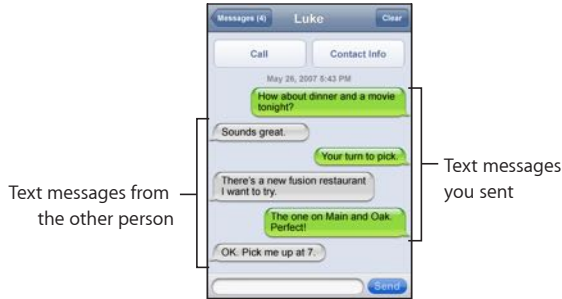 Messages (4) Luke Clear
Call Contact Info
May 26, 2007 5:43 PM
How about dinner and a movie
tonight?
Sounds great.
Your turn to pick.
There's a new fusion restaurant
I want to try.
The one on Main and Oak.
Perfect!
OK. Pick me up at 7.
Send
Text messages from
the other person
Text messages
you sent